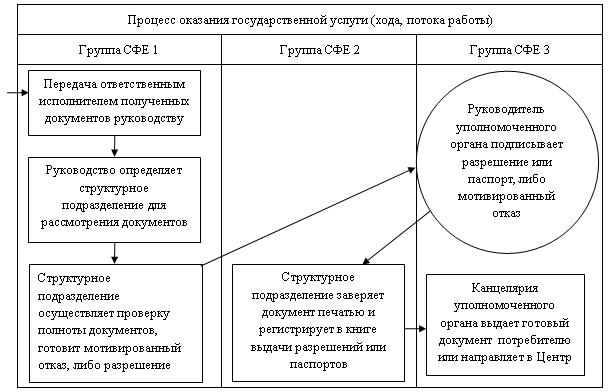 Процесс оказания государственной услуги (хода, потока работы)
Группа СФЕ 1
Группа СФЕ 2
Группа СФЕ 3
Передача ответственным
исполнителем полученных
документов руководству
Руководство определяет
структурное
подразделение для
рассмотрения документов
Структурное
подразделение
осуществляет проверку
полноты документов,
готовит мотивированный
отказ, либо разрешение
Руководитель
уполномоченного
органа подписывает
разрешение или
паспорт, либо
мотивированный
отказ
Структурное
подразделение заверяет
документ печатью и
регистрирует в книге
выдачи разрешений или
паспортов
Канцелярия
уполномоченного
органа выдает готовый
документ потребителю
или направляет в Центр